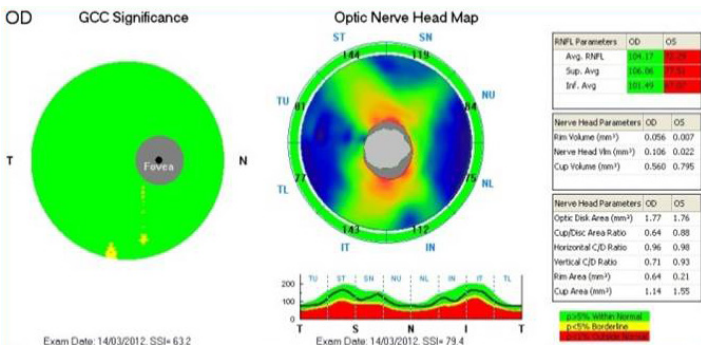 OD
GCC Significance
Optic Nerve Head Map
ST
SN
144
119
TU
NU
81
84
T
Fovea
N
77
75
TL
NL
143
112
IT
IN
TU ST SN NU NL IN IT TL
200
100
0
T S N I T
Exam Date: 14/03/2012, SSI= 63.2
Exam Date: 14/03/2012, SSI= 79.4
RNFL Parameters OD OS
Avg. RNFL 104.17
Sup. Avg 106.86
Inf. Avg 101.49
Nerve Head Parameters OD OS
Rim Volume (mm³) 0.056 0.007
Nerve Head Vlm (mm³) 0.106 0.022
Cup Volume (mm³) 0.560 0.795
Nerve Head Parameters OD OS
Optic Disk Area (mm²) 1.77 1.76
Cup/Disc Area Ratio 0.64 0.88
Horizontal C/D Ratio 0.96 0.98
Vertical C/D Ratio 0.71 0.93
Rim Area (mm²) 0.64 0.21
Cup Area (mm²) 1.14 1.55
p>5% Within Normal
p<5% Borderline
p<1% Outside Normal